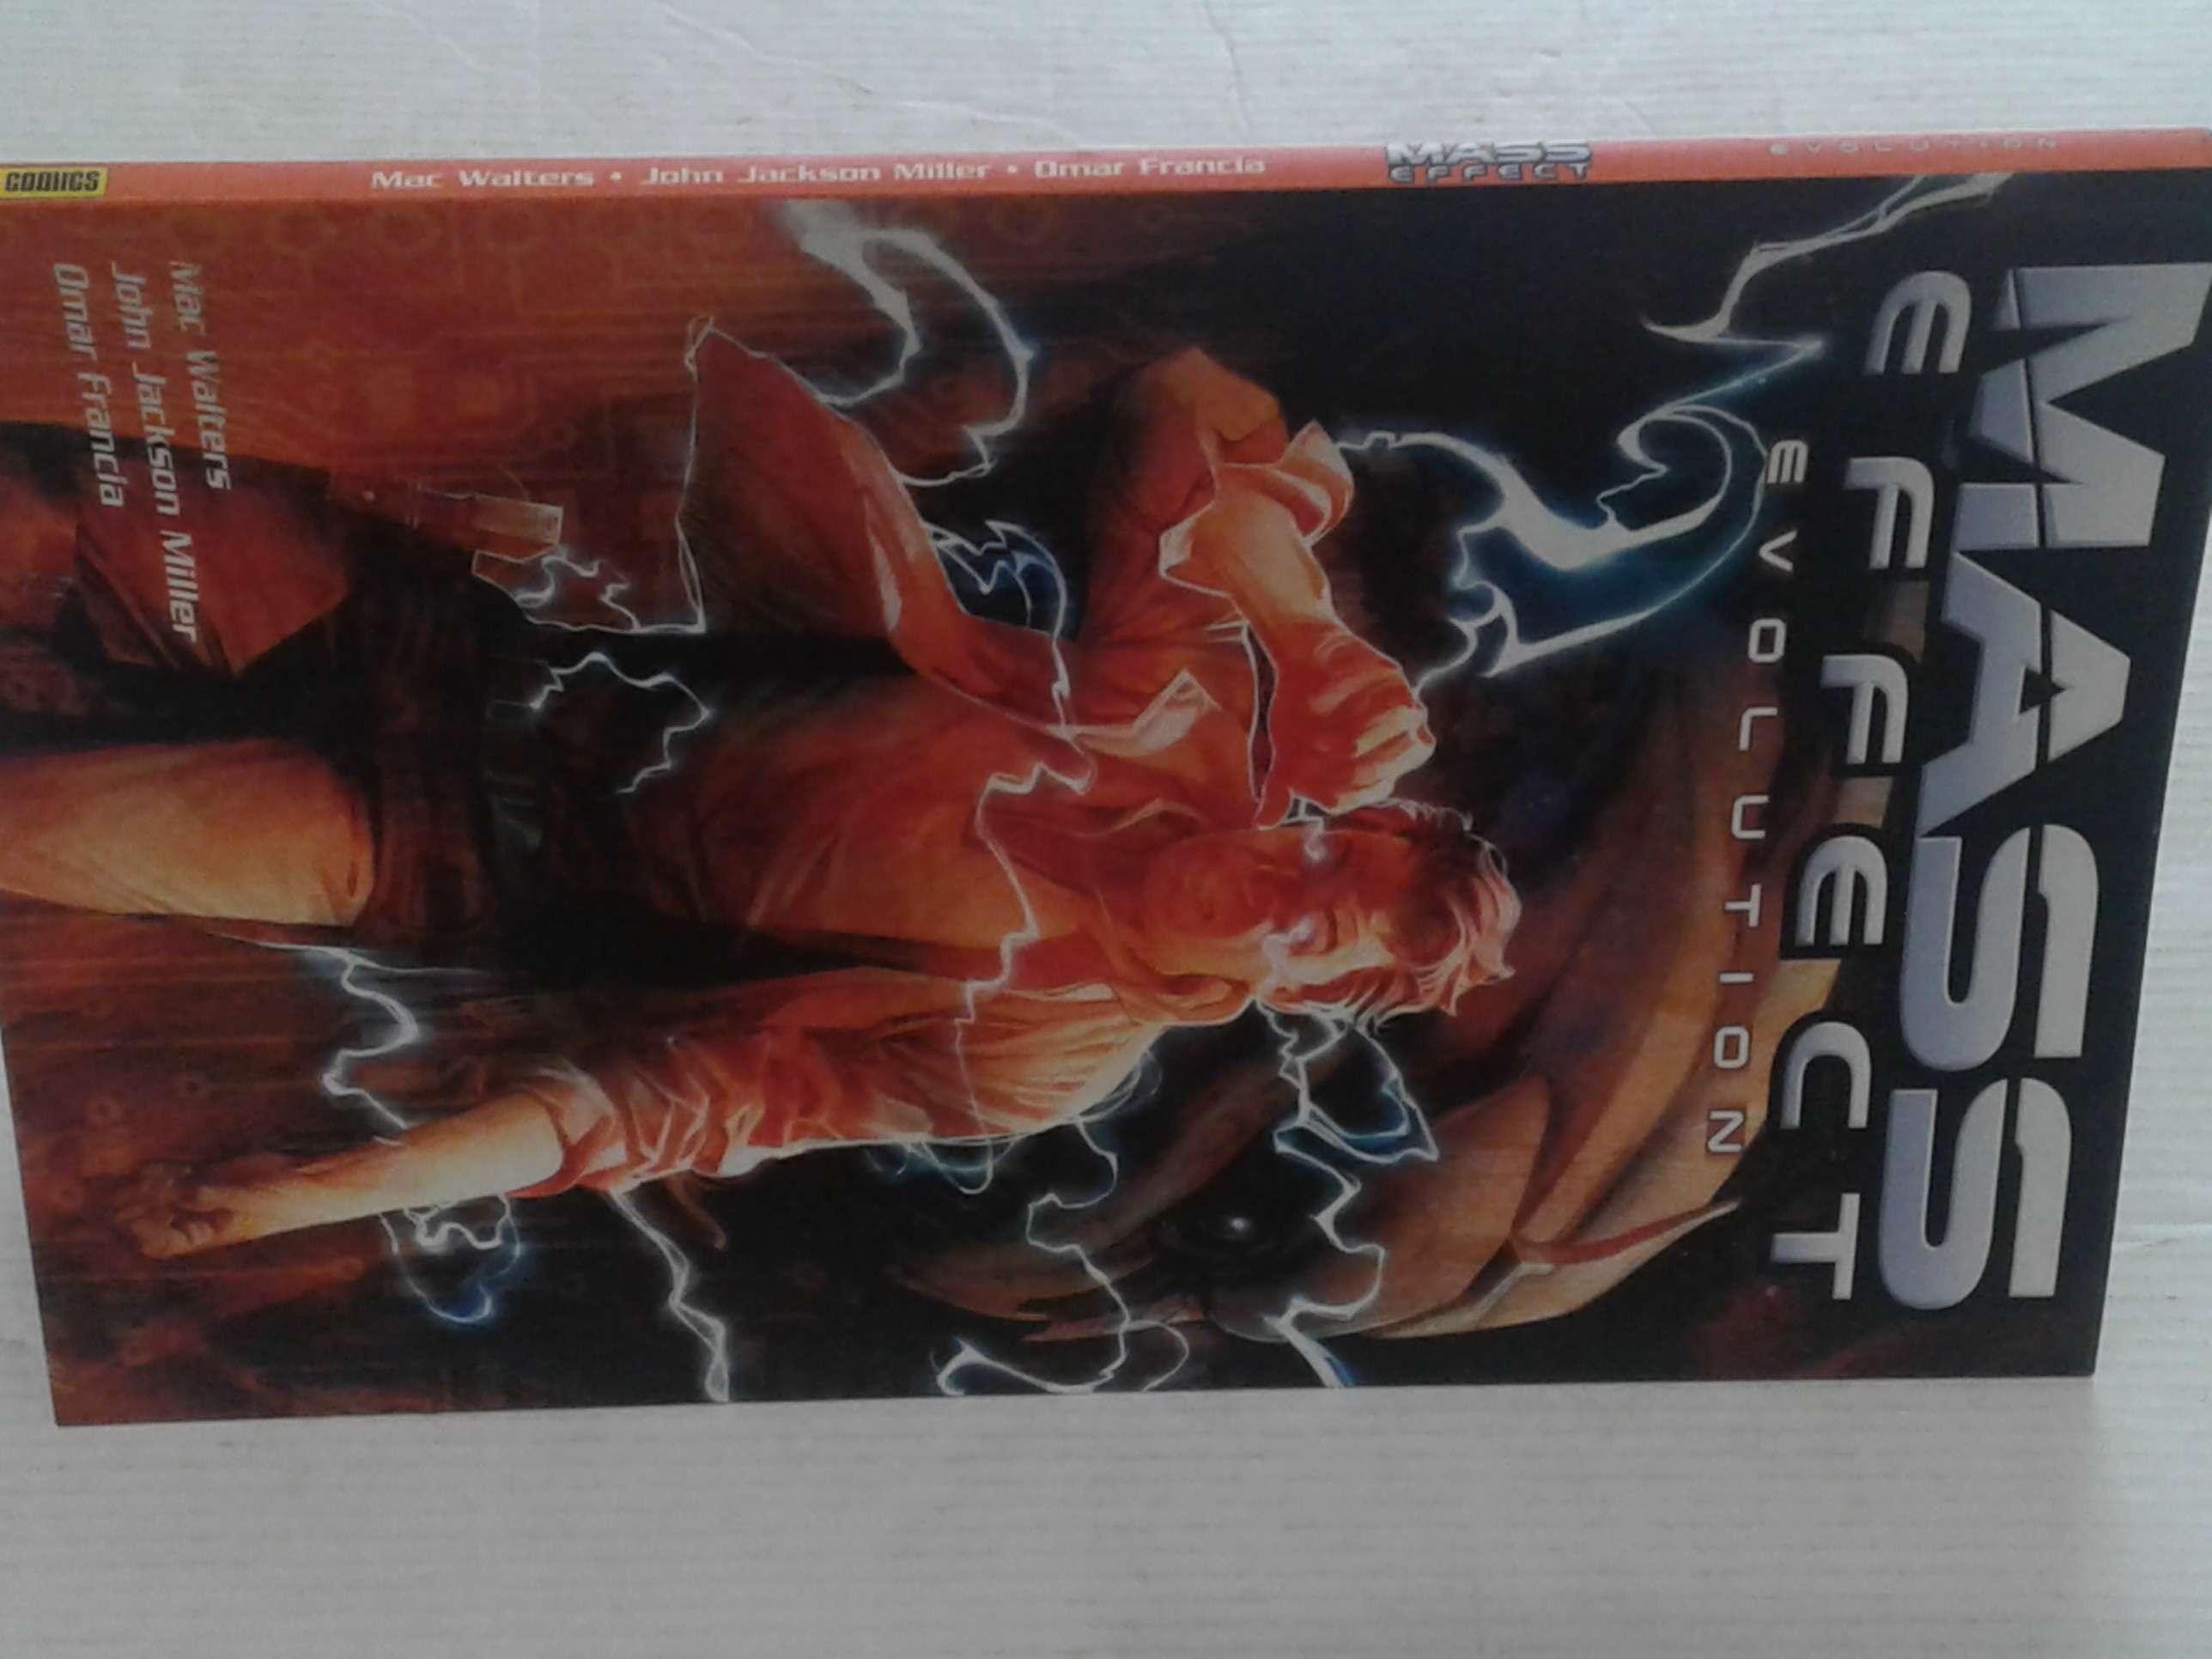 MASS
EFFECT
EVOLUTION
Mac Walters
John Jackson Miller
Omar Francia
COMICS
Mac Walters • John Jackson Miller • Omar Francia
MASS
EFFECT
EVOLUTION